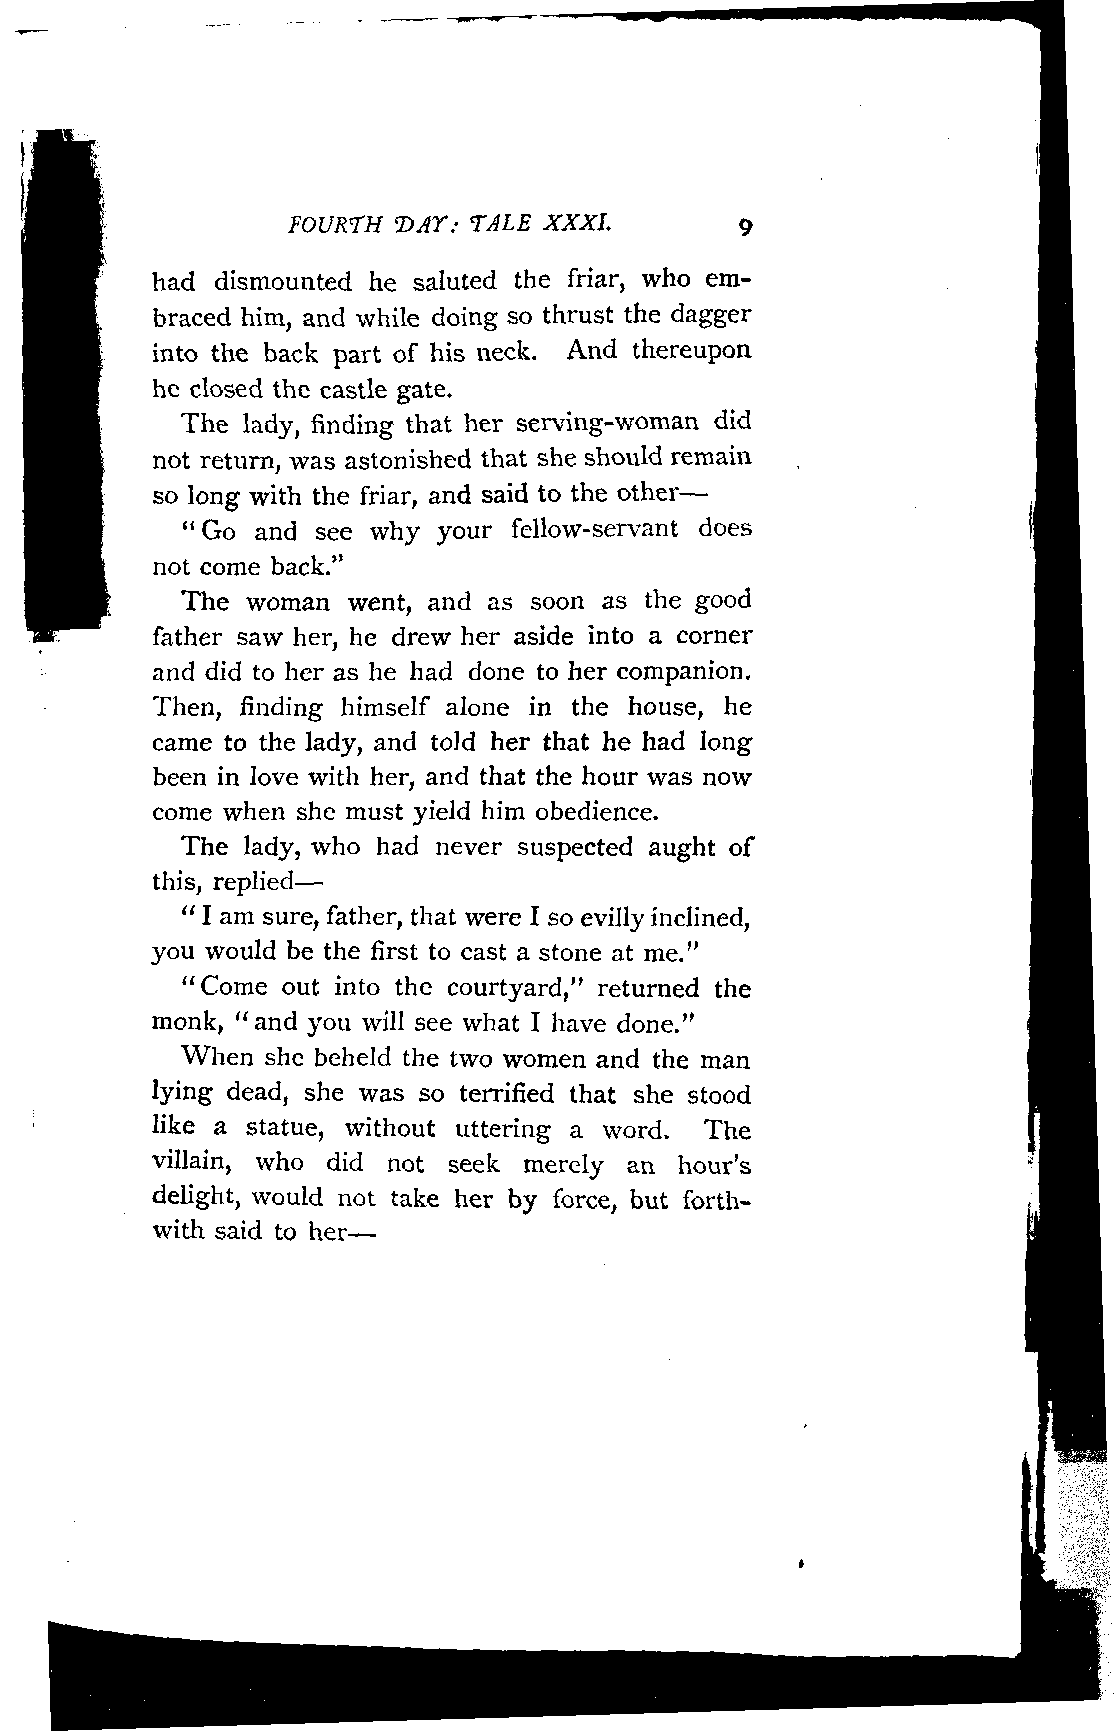 FOURTH DAY: TALE XXXI. 9
had dismounted he saluted the friar, who em-
braced him, and while doing so thrust the dagger
into the back part of his neck. And thereupon
he closed the castle gate.
The lady, finding that her serving-woman did
not return, was astonished that she should remain
so long with the friar, and said to the other—
"Go and see why your fellow-servant does
not come back."
The woman went, and as soon as the good
father saw her, he drew her aside into a corner
and did to her as he had done to her companion.
Then, finding himself alone in the house, he
came to the lady, and told her that he had long
been in love with her, and that the hour was now
come when she must yield him obedience.
The lady, who had never suspected aught of
this, replied—
"I am sure, father, that were I so evilly inclined,
you would be the first to cast a stone at me."
"Come out into the courtyard," returned the
monk, "and you will see what I have done."
When she beheld the two women and the man
lying dead, she was so terrified that she stood
like a statue, without uttering a word. The
villain, who did not seek merely an hour's
delight, would not take her by force, but forth-
with said to her—